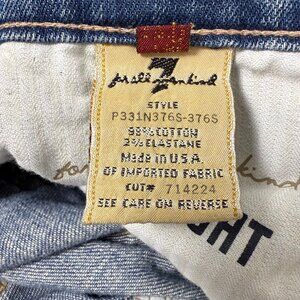 7
for all mankind
STYLE
P331N376S-376S
98% COTTON
2% ELASTANE
MADE IN U.S.A.
OF IMPORTED FABRIC
CUT# 714224
SEE CARE ON REVERSE